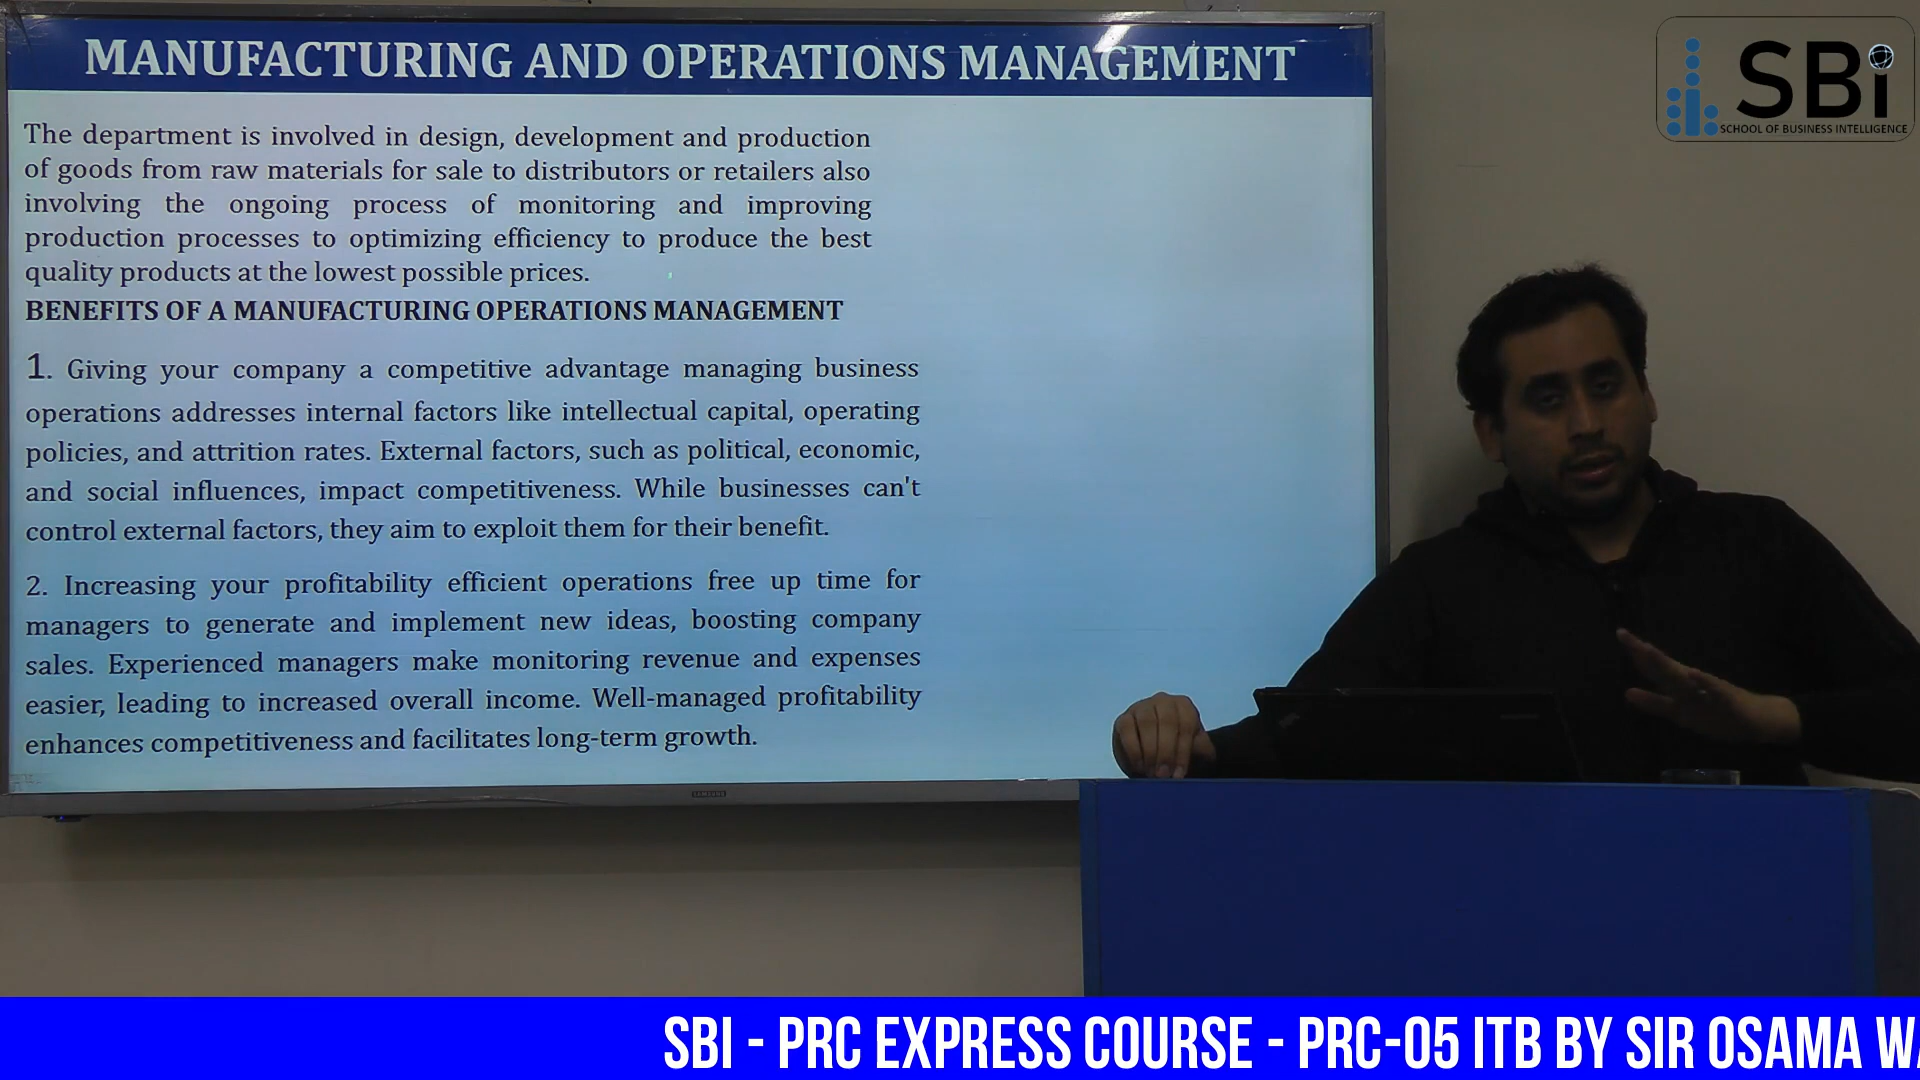 MANUFACTURING AND OPERATIONS MANAGEMENT
The department is involved in design, development and production
of goods from raw materials for sale to distributors or retailers also
involving the ongoing process of monitoring and improving
production processes to optimizing efficiency to produce the best
quality products at the lowest possible prices.
BENEFITS OF A MANUFACTURING OPERATIONS MANAGEMENT
1. Giving your company a competitive advantage managing business
operations addresses internal factors like intellectual capital, operating
policies, and attrition rates. External factors, such as political, economic,
and social influences, impact competitiveness. While businesses can't
control external factors, they aim to exploit them for their benefit.
2. Increasing your profitability efficient operations free up time for
managers to generate and implement new ideas, boosting company
sales. Experienced managers make monitoring revenue and expenses
easier, leading to increased overall income. Well-managed profitability
enhances competitiveness and facilitates long-term growth.
SAMSUNG
SBi
SCHOOL OF BUSINESS INTELLIGENCE
SBI - PRC EXPRESS COURSE - PRC-05 ITB BY SIR OSAMA